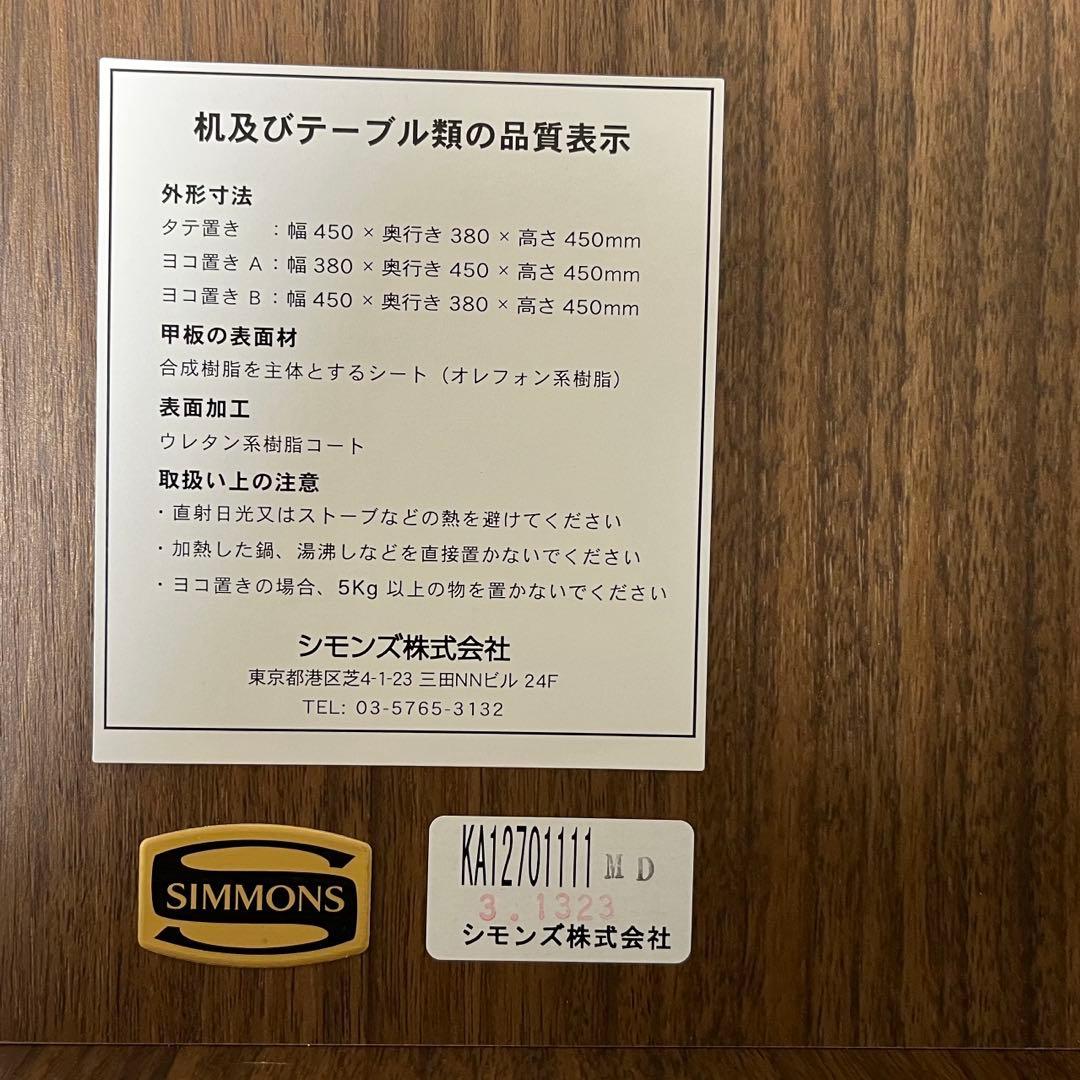 机及びテーブル類の品質表示
外形寸法
タテ置き ：幅 450 × 奥行き 380 × 高さ 450mm
ヨコ置き A：幅 380 × 奥行き 450 × 高さ 450mm
ヨコ置き B：幅 450 × 奥行き 380 × 高さ 450mm
甲板の表面材
合成樹脂を主体とするシート（オレフォン系樹脂）
表面加工
ウレタン系樹脂コート
取扱い上の注意
・直射日光又はストーブなどの熱を避けてください
・加熱した鍋、湯沸しなどを直接置かないでください
・ヨコ置きの場合、5Kg 以上の物を置かないでください
シモンズ株式会社
東京都港区芝4-1-23 三田NNビル 24F
TEL: 03-5765-3132
SIMMONS
KA12701111 M D
3.1323
シモンズ株式会社